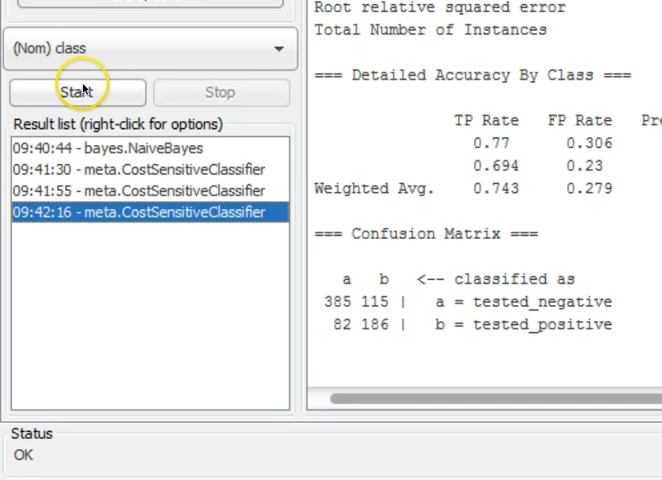 (Nom) class
Start
Stop
Result list (right-click for options)
09:40:44 - bayes.NaiveBayes
09:41:30 - meta.CostSensitiveClassifier
09:41:55 - meta.CostSensitiveClassifier
09:42:16 - meta.CostSensitiveClassifier
Root relative squared error
Total Number of Instances
=== Detailed Accuracy By Class ===
TP Rate FP Rate Pre
0.77 0.306
0.694 0.23
Weighted Avg. 0.743 0.279
=== Confusion Matrix ===
a b <-- classified as
385 115 | a = tested_negative
82 186 | b = tested_positive
Status
OK